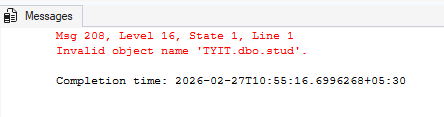 Messages
Msg 208, Level 16, State 1, Line 1
Invalid object name 'TYIT.dbo.stud'.
Completion time: 2026-02-27T10:55:16.6996268+05:30